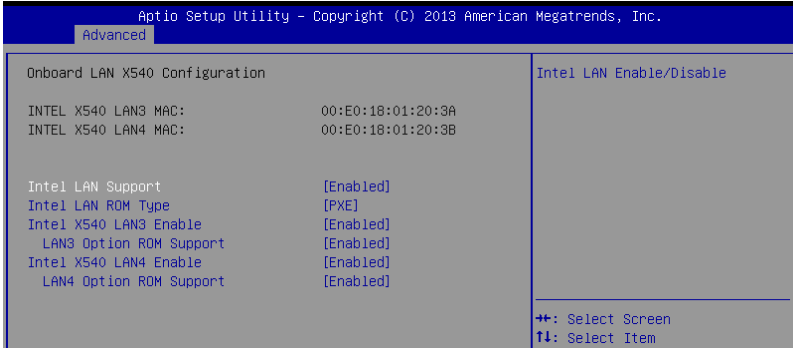 Aptio Setup Utility – Copyright (C) 2013 American Megatrends, Inc.
Advanced
Onboard LAN X540 Configuration
INTEL X540 LAN3 MAC: 00:E0:18:01:20:3A
INTEL X540 LAN4 MAC: 00:E0:18:01:20:3B
Intel LAN Support [Enabled]
Intel LAN ROM Type [PXE]
Intel X540 LAN3 Enable [Enabled]
LAN3 Option ROM Support [Enabled]
Intel X540 LAN4 Enable [Enabled]
LAN4 Option ROM Support [Enabled]
Intel LAN Enable/Disable
→←: Select Screen
↑↓: Select Item